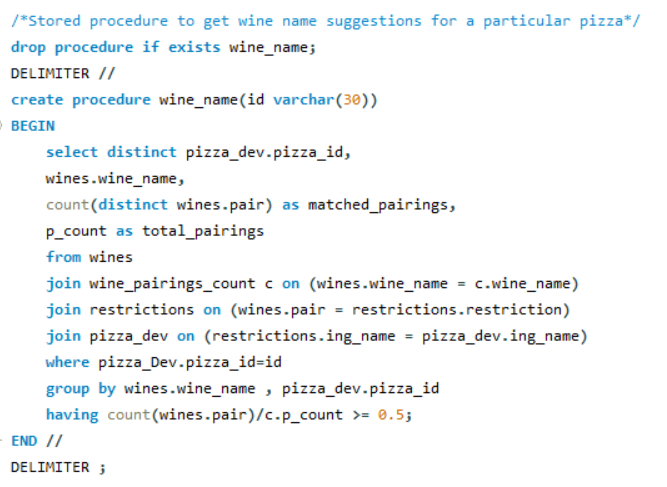 /*Stored procedure to get wine name suggestions for a particular pizza*/
drop procedure if exists wine_name;
DELIMITER //
create procedure wine_name(id varchar(30))
BEGIN
select distinct pizza_dev.pizza_id,
wines.wine_name,
count(distinct wines.pair) as matched_pairings,
p_count as total_pairings
from wines
join wine_pairings_count c on (wines.wine_name = c.wine_name)
join restrictions on (wines.pair = restrictions.restriction)
join pizza_dev on (restrictions.ing_name = pizza_dev.ing_name)
where pizza_Dev.pizza_id=id
group by wines.wine_name , pizza_dev.pizza_id
having count(wines.pair)/c.p_count >= 0.5;
END //
DELIMITER ;